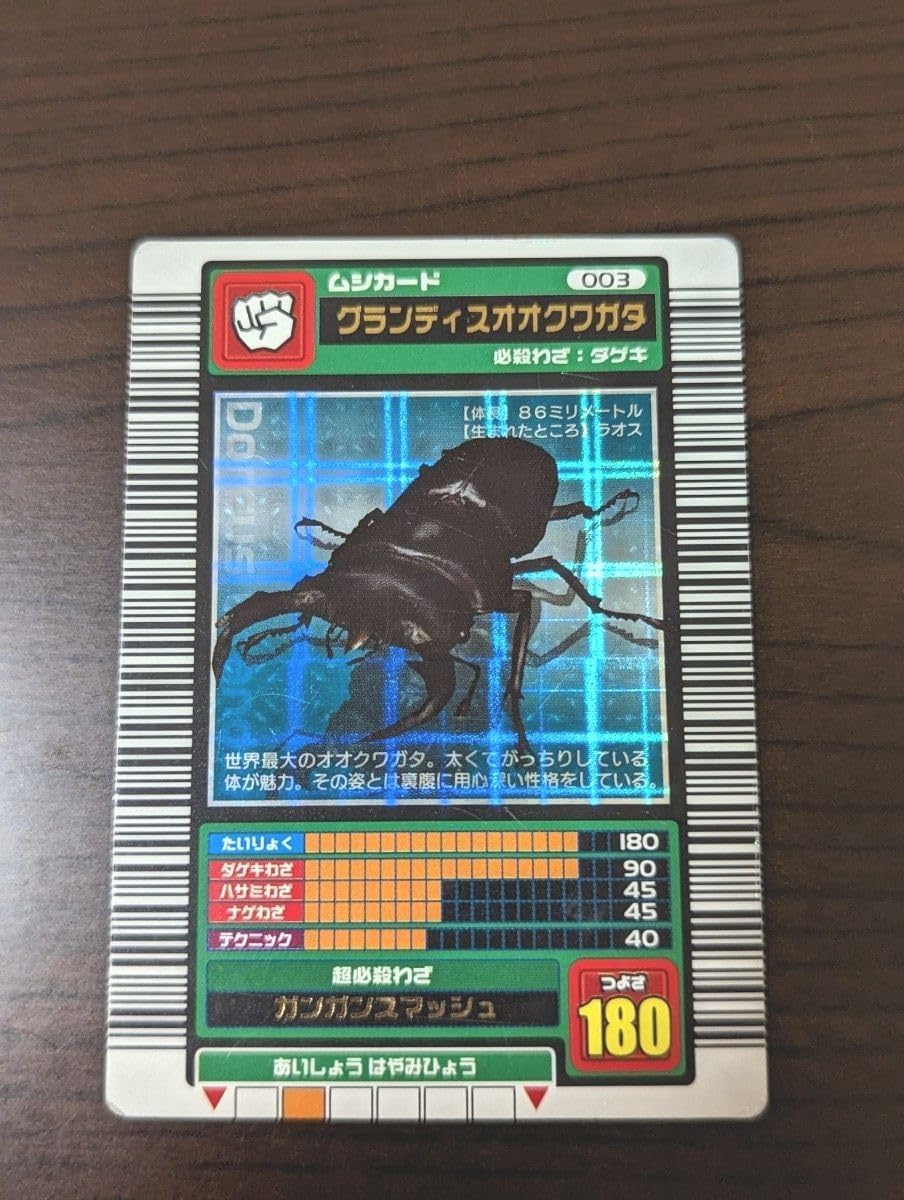 ムシカード
003
グランディスオオクワガタ
必殺わざ：ダゲキ
Dorcus
【体長】86ミリメートル
【生まれたところ】ラオス
世界最大のオオクワガタ。太くてがっちりしている
体が魅力。その姿とは裏腹に用心深い性格をしている。
たいりょく 180
ダゲキわざ 90
ハサミわざ 45
ナゲわざ 45
テクニック 40
超必殺わざ
ガンガンスマッシュ
つよさ
180
あいしょうはやみひょう